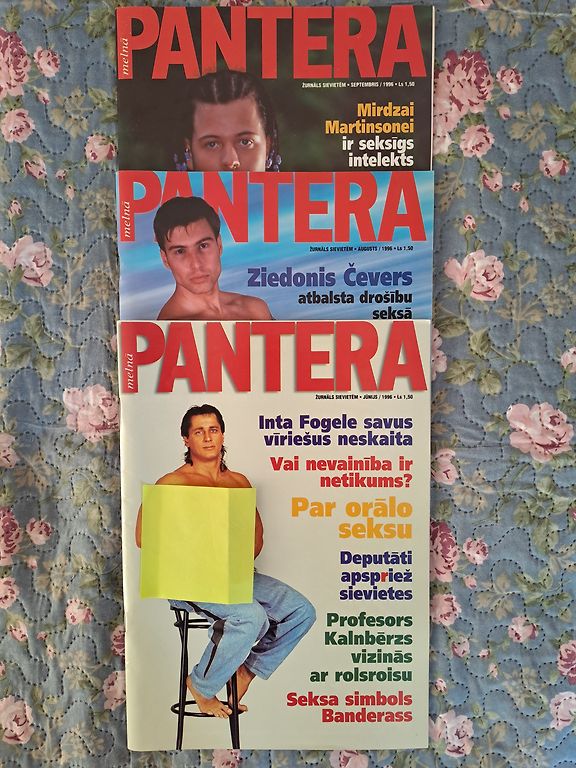 melnā
PANTERA
ŽURNĀLS SIEVIETĒM • SEPTEMBRIS / 1996 • Ls 1,50
Mirdzai
Martinsonei
ir seksīgs
intelekts
melnā
PANTERA
ŽURNĀLS SIEVIETĒM • AUGUSTS / 1996 • Ls 1,50
Ziedonis Čevers
atbalsta drošību
seksā
melnā
PANTERA
ŽURNĀLS SIEVIETĒM • JŪNIJS / 1996 • Ls 1,50
Inta Fogele savus
vīriešus neskaita
Vai nevainība ir
netikums?
Par orālo
seksu
Deputāti
apspriež
sievietes
Profesors
Kalnbērzs
vizinās
ar rolsroisu
Seksa simbols
Banderass